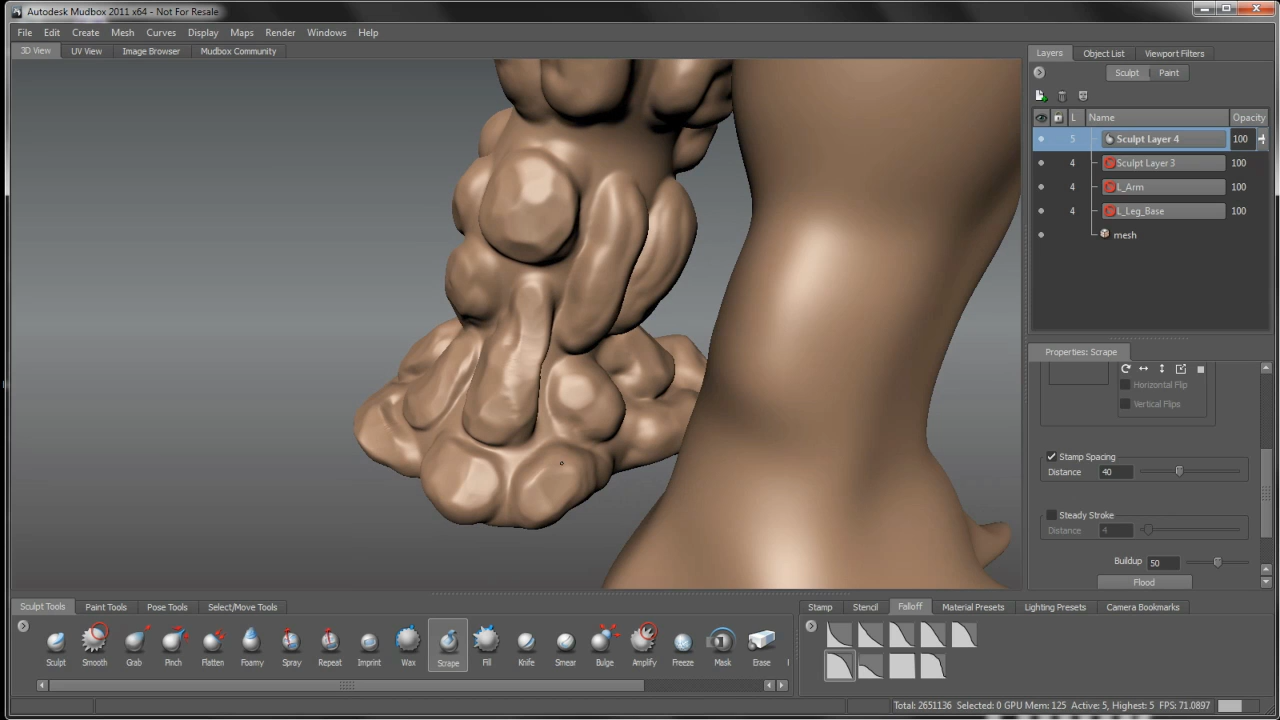 Autodesk Mudbox 2011 x64 - Not For Resale
File Edit Create Mesh Curves Display Maps Render Windows Help
3D View UV View Image Browser Mudbox Community
Layers Object List Viewport Filters
Sculpt Paint
L Name Opacity
5 Sculpt Layer 4 100
4 Sculpt Layer 3 100
4 L_Arm 100
4 L_Leg_Base 100
mesh
Properties: Scrape
Horizontal Flip
Vertical Flips
Stamp Spacing
Distance 40
Steady Stroke
Distance 4
Buildup 50
Flood
Sculpt Tools Paint Tools Pose Tools Select/Move Tools
Sculpt Smooth Grab Pinch Flatten Foamy Spray Repeat Imprint Wax Scrape Fill Knife Smear Bulge Amplify Freeze Mask Erase
Stamp Stencil Falloff Material Presets Lighting Presets Camera Bookmarks
Total: 2651136 Selected: 0 GPU Mem: 125 Active: 5, Highest: 5 FPS: 71.0897